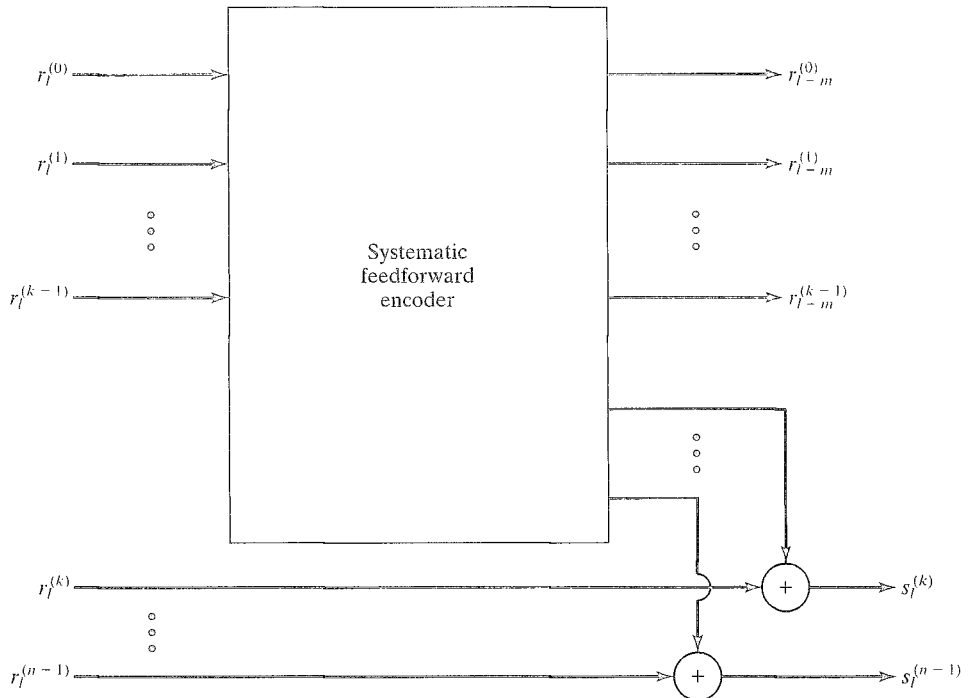 r_l^{(0)} r_{l-m}^{(0)}
r_l^{(1)} r_{l-m}^{(1)}
r_l^{(k-1)} r_{l-m}^{(k-1)}
Systematic
feedforward
encoder
r_l^{(k)} + s_l^{(k)}
r_l^{(n-1)} + s_l^{(n-1)}